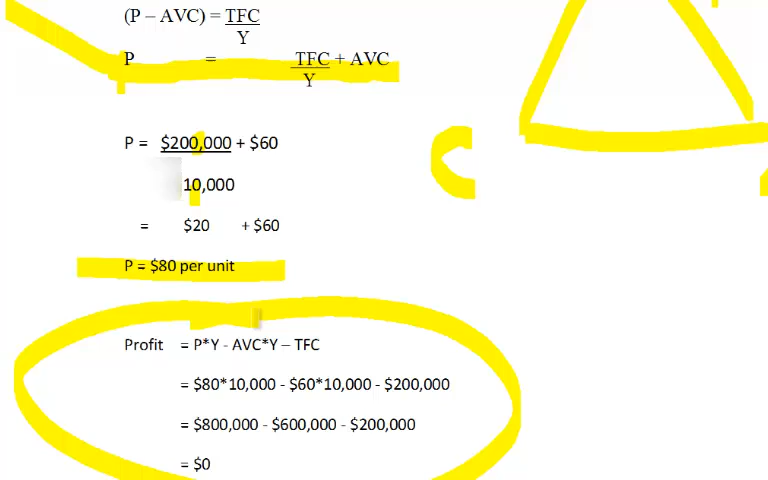 (P – AVC) = TFC
Y
P = TFC + AVC
Y
P = $200,000 + $60
10,000
= $20 + $60
P = $80 per unit
Profit = P*Y - AVC*Y – TFC
= $80*10,000 - $60*10,000 - $200,000
= $800,000 - $600,000 - $200,000
= $0